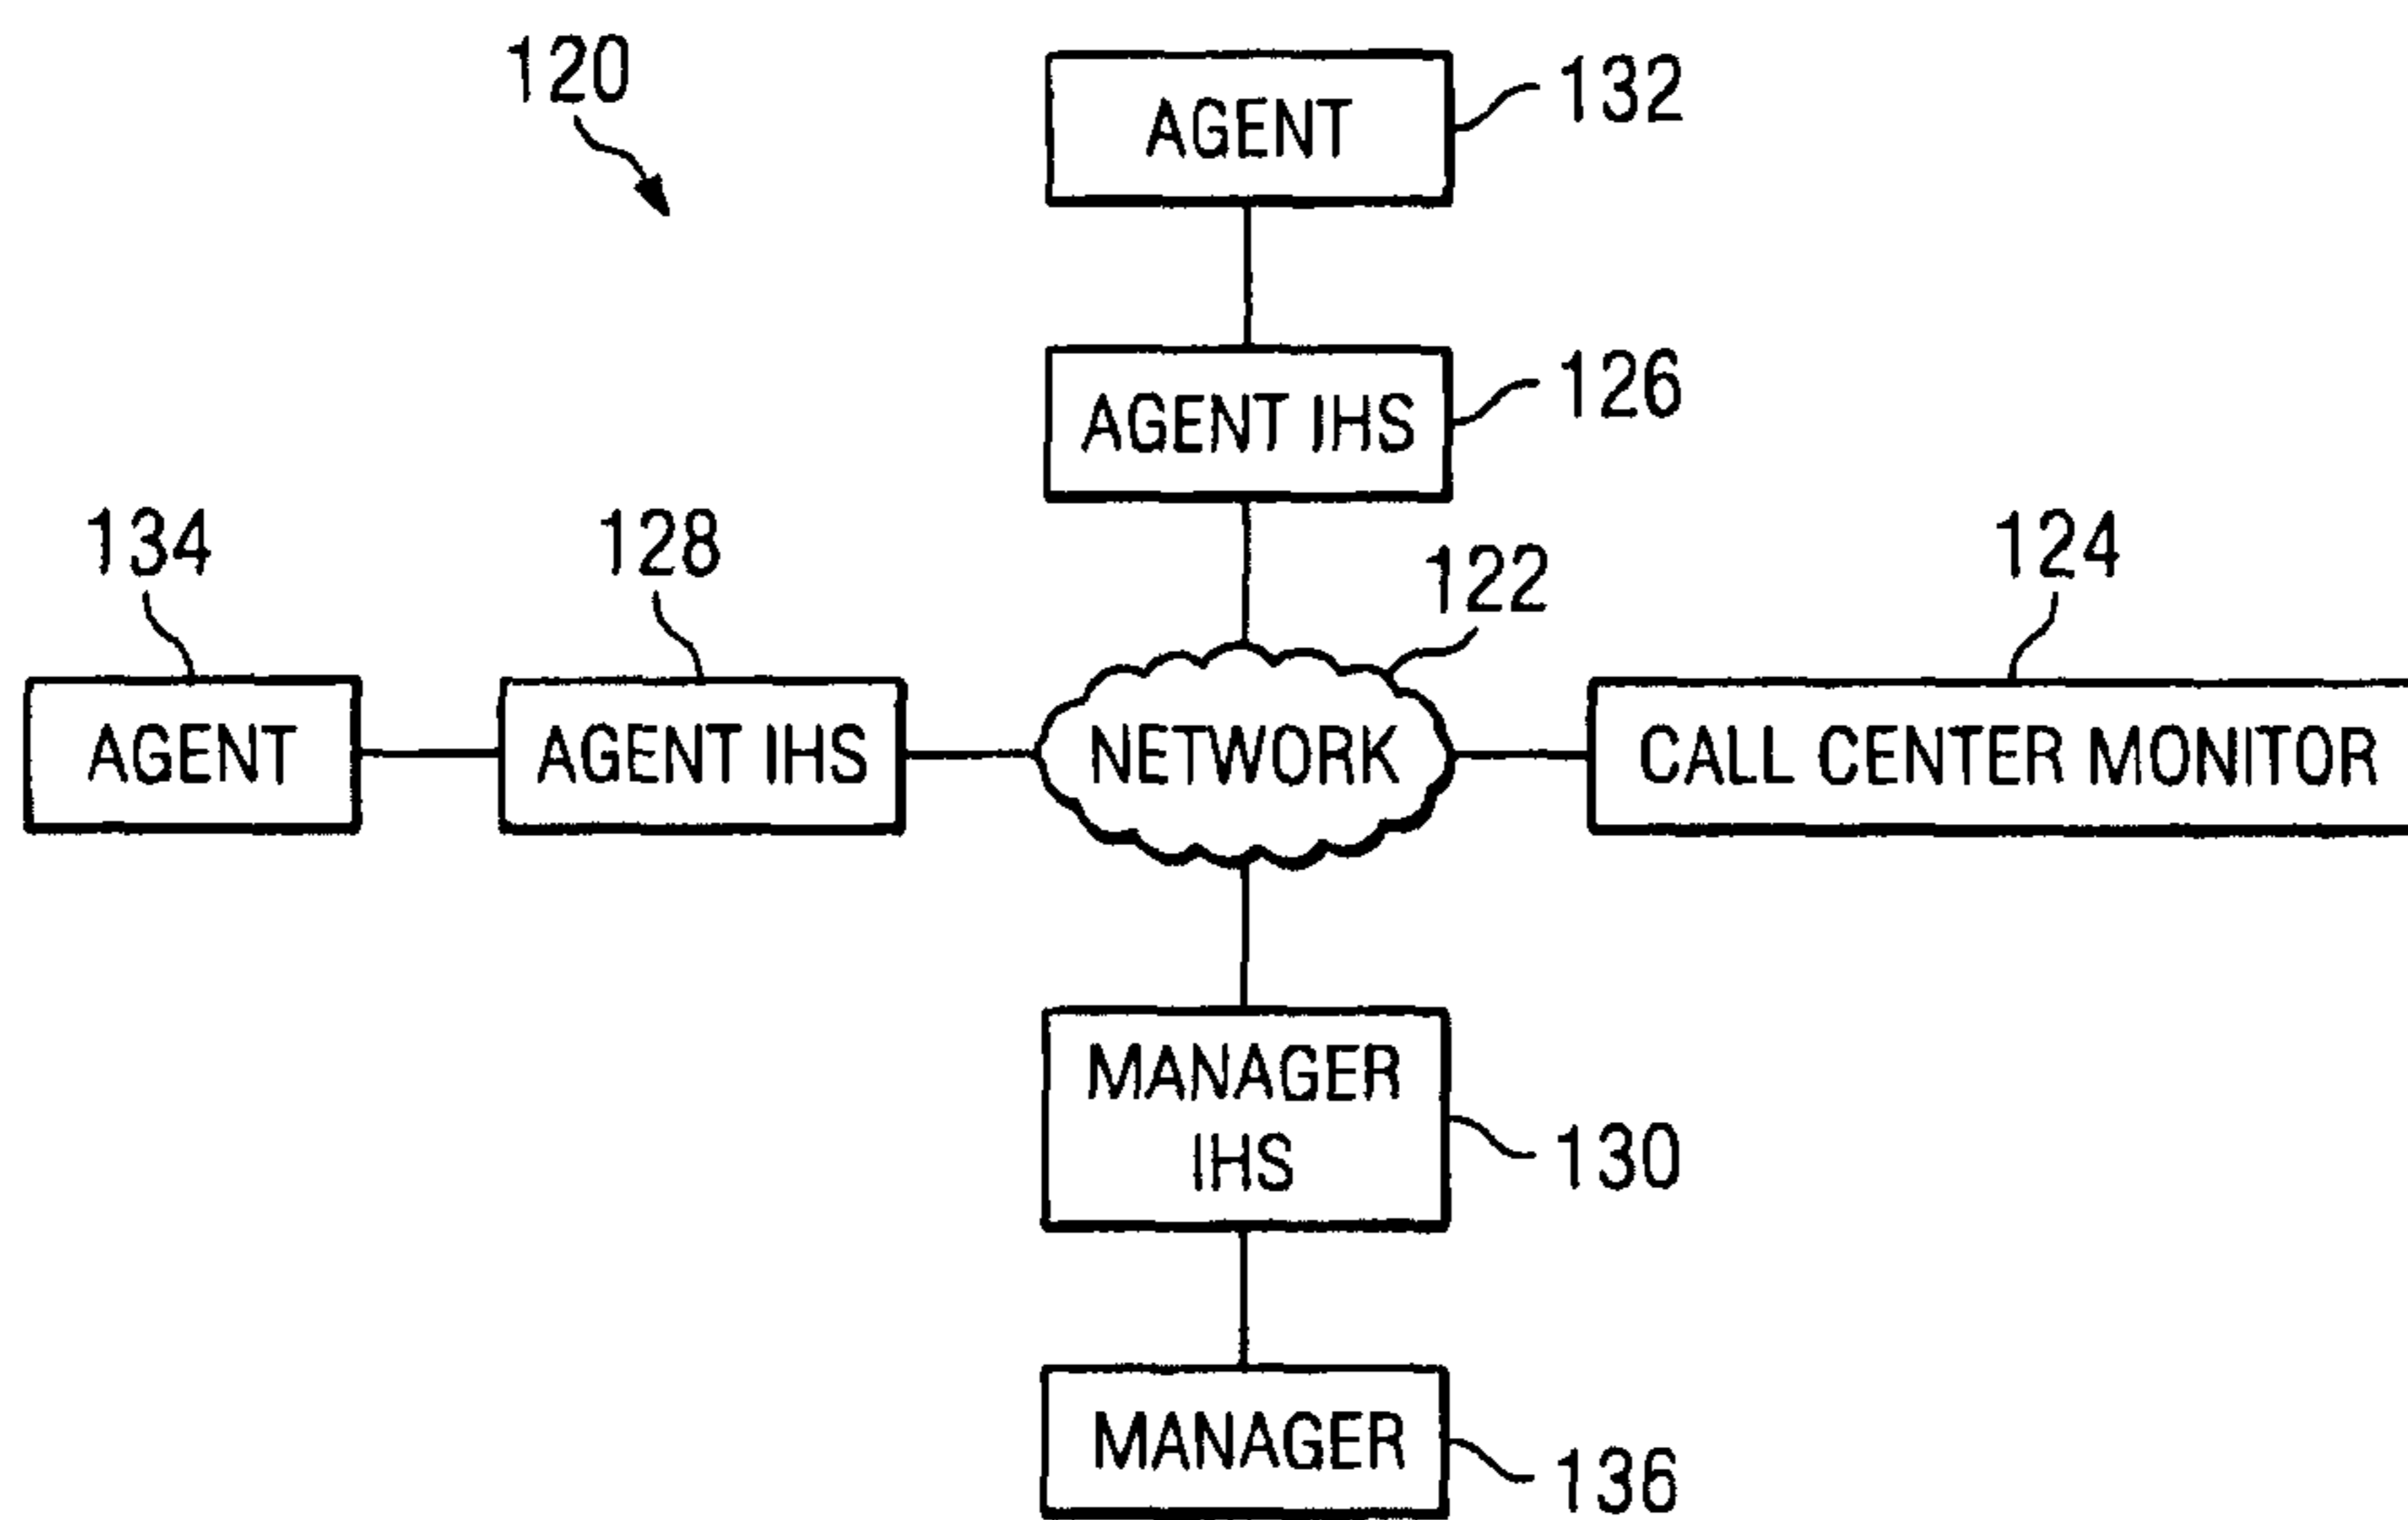 120
AGENT
132
AGENT IHS
126
134
128
122
124
AGENT
AGENT IHS
NETWORK
CALL CENTER MONITOR
MANAGER
IHS
130
MANAGER
136